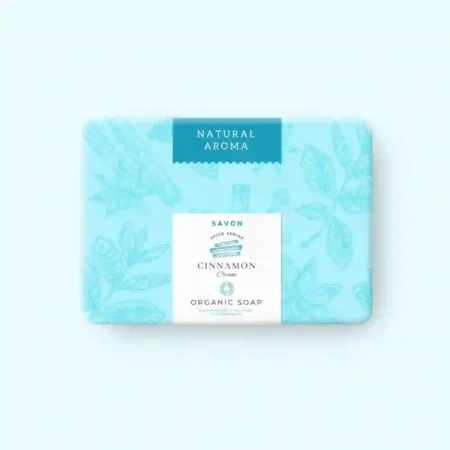 NATURAL
AROMA
SAVON
SPICE SERIES
CINNAMON
Cream
ORGANIC SOAP